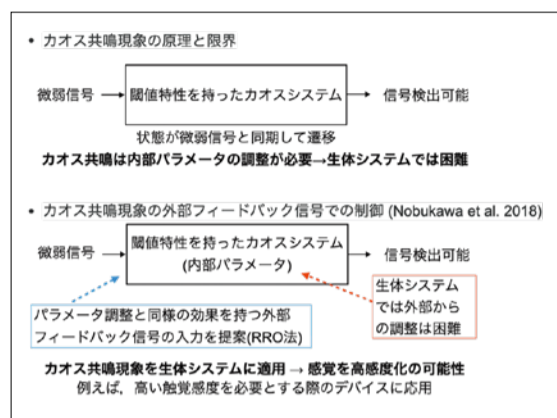 • カオス共鳴現象の原理と限界
微弱信号 閾値特性を持ったカオスシステム 信号検出可能
状態が微弱信号と同期して遷移
カオス共鳴は内部パラメータの調整が必要→生体システムでは困難
• カオス共鳴現象の外部フィードバック信号での制御 (Nobukawa et al. 2018)
微弱信号 閾値特性を持ったカオスシステム 信号検出可能
(内部パラメータ)
パラメータ調整と同様の効果を持つ外部
フィードバック信号の入力を提案(RRO法)
生体システム
では外部から
の調整は困難
カオス共鳴現象を生体システムに適用 → 感覚を高感度化の可能性
例えば，高い触覚感度を必要とする際のデバイスに応用